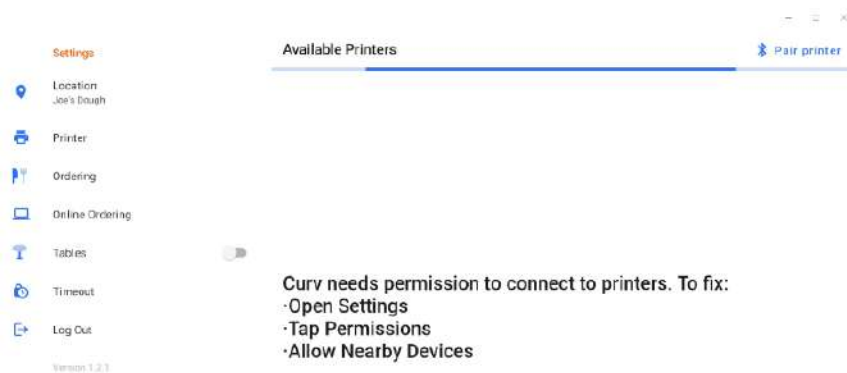 Settings
Location
Joe's Dough
Printer
Ordering
Online Ordering
Tables
Timeout
Log Out
Version 1.2.1
Available Printers
Pair printer
Curv needs permission to connect to printers. To fix:
·Open Settings
·Tap Permissions
·Allow Nearby Devices